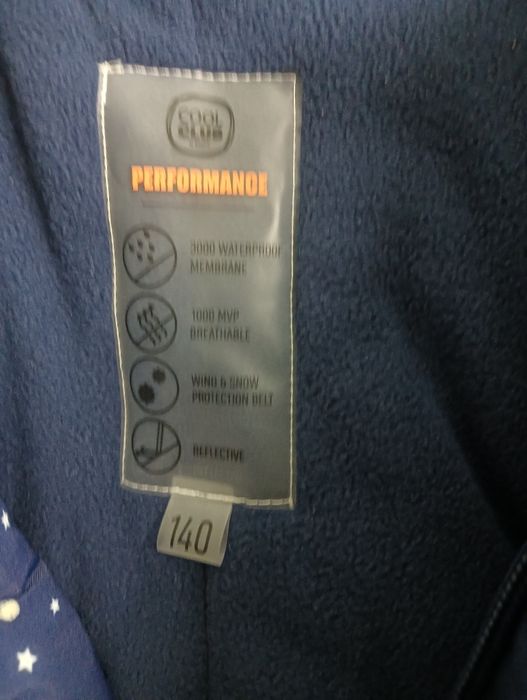 COOL
CLUB
PERFORMANCE
3000 WATERPROOF
MEMBRANE
1000 MVP
BREATHABLE
WIND & SNOW
PROTECTION BELT
REFLECTIVE
140